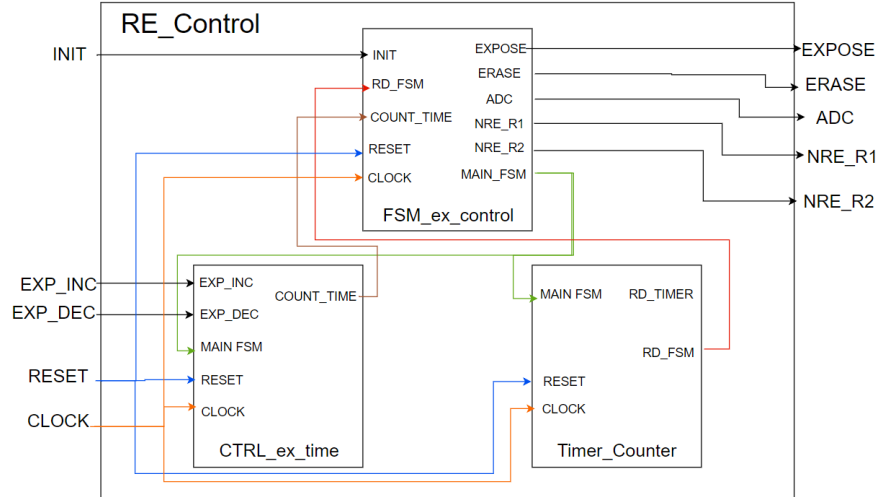 RE_Control
INIT
EXP_INC
EXP_DEC
RESET
CLOCK
INIT
RD_FSM
COUNT_TIME
RESET
CLOCK
EXPOSE
ERASE
ADC
NRE_R1
NRE_R2
MAIN_FSM
FSM_ex_control
EXPOSE
ERASE
ADC
NRE_R1
NRE_R2
EXP_INC
EXP_DEC
MAIN FSM
RESET
CLOCK
COUNT_TIME
CTRL_ex_time
MAIN FSM
RESET
CLOCK
RD_TIMER
RD_FSM
Timer_Counter